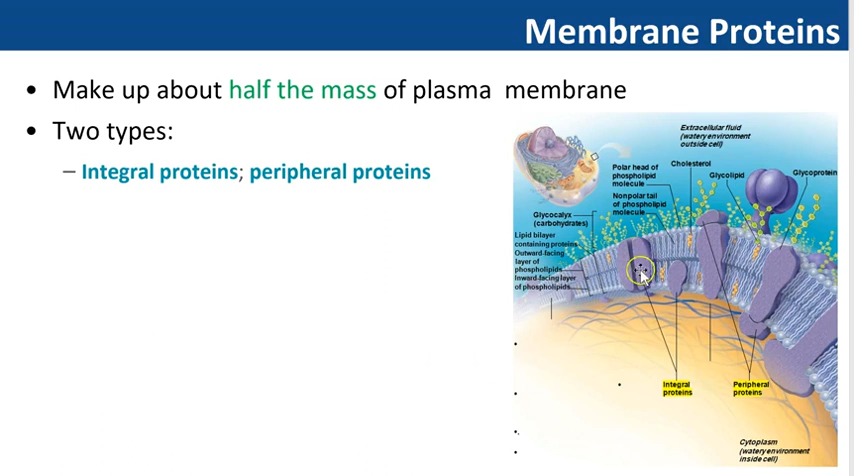 Membrane Proteins
• Make up about half the mass of plasma membrane
• Two types:
– Integral proteins; peripheral proteins
Extracellular fluid
(watery environment
outside cell)
Polar head of
phospholipid
molecule
Cholesterol
Glycolipid
Glycoprotein
Nonpolar tail
of phospholipid
molecule
Glycocalyx
(carbohydrates)
Lipid bilayer
containing proteins
Outward-facing
layer of
phospholipids
Inward-facing layer
of phospholipids
Integral
proteins
Peripheral
proteins
Cytoplasm
(watery environment
inside cell)